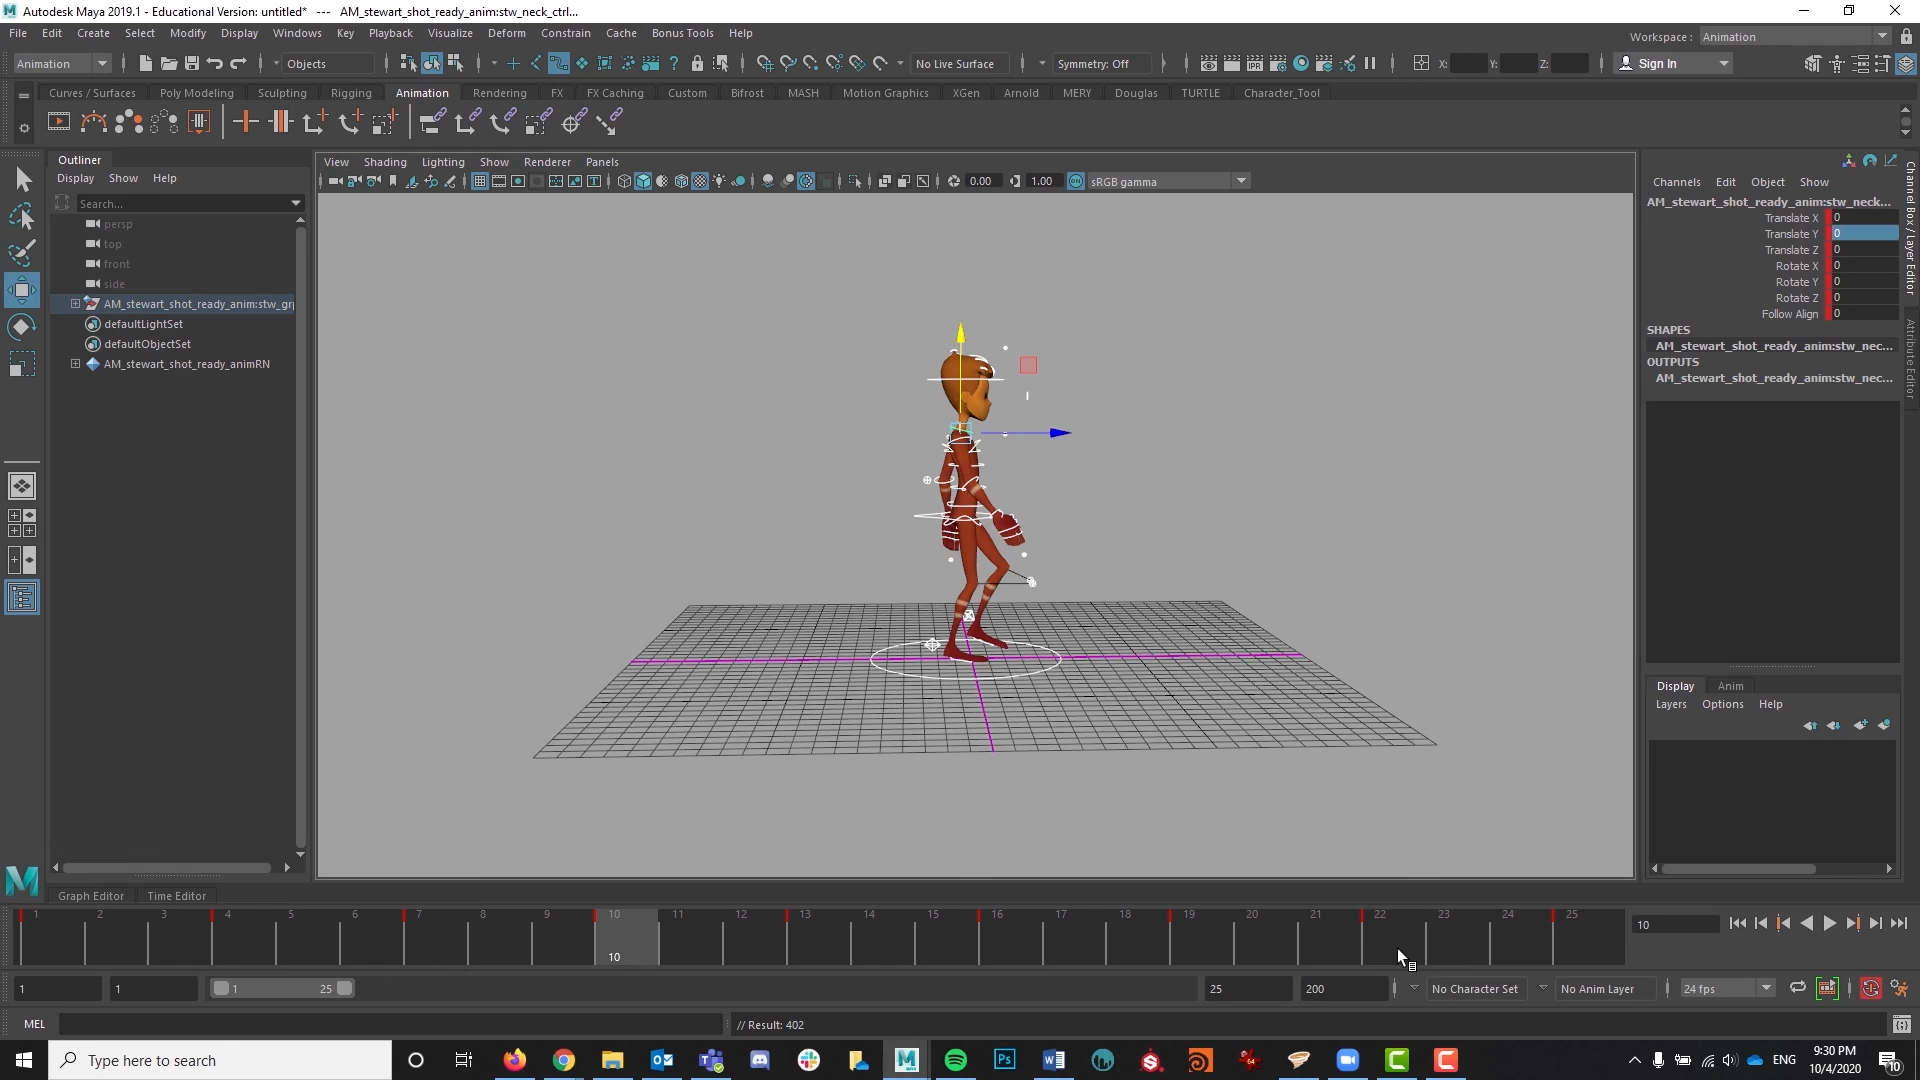 Autodesk Maya 2019.1 - Educational Version: untitled*   ---   AM_stewart_shot_ready_anim:stw_neck_ctrl...
File Edit Create Select Modify Display Windows Key Playback Visualize Deform Constrain Cache Bonus Tools Help
Workspace : Animation
Animation Objects No Live Surface Symmetry: Off X: Y: Z: Sign In
Curves / Surfaces Poly Modeling Sculpting Rigging Animation Rendering FX FX Caching Custom Bifrost MASH Motion Graphics XGen Arnold MERY Douglas TURTLE Character_Tool
Outliner
Display Show Help
Search...
persp
top
front
side
AM_stewart_shot_ready_anim:stw_gr
defaultLightSet
defaultObjectSet
AM_stewart_shot_ready_animRN
View Shading Lighting Show Renderer Panels
0.00 1.00 sRGB gamma
Channels Edit Object Show
AM_stewart_shot_ready_anim:stw_neck...
Translate X 0
Translate Y 0
Translate Z 0
Rotate X 0
Rotate Y 0
Rotate Z 0
Follow Align 0
SHAPES
AM_stewart_shot_ready_anim:stw_nec...
OUTPUTS
AM_stewart_shot_ready_anim:stw_nec...
Channel Box / Layer Editor
Attribute Editor
Display Anim
Layers Options Help
Graph Editor Time Editor
1 2 3 4 5 6 7 8 9 10 11 12 13 14 15 16 17 18 19 20 21 22 23 24 25
10
10
1 1 1 25 25 200 No Character Set No Anim Layer 24 fps
MEL // Result: 402
Type here to search
ENG
9:30 PM
10/4/2020
10